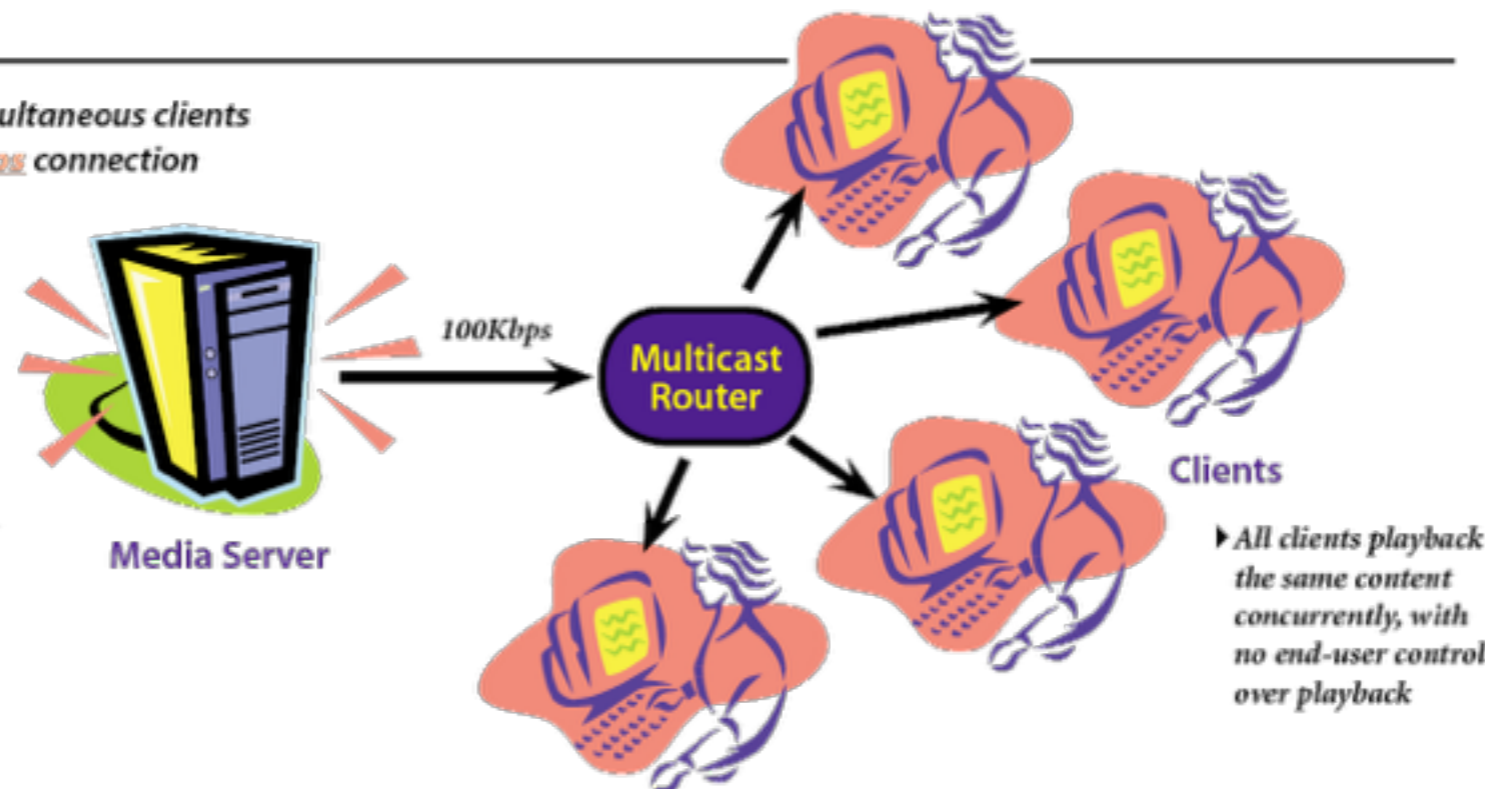 clients
connection
100Kbps
Multicast
Router
Media Server
Clients
All clients playback
the same content
concurrently, with
no end-user control
over playback